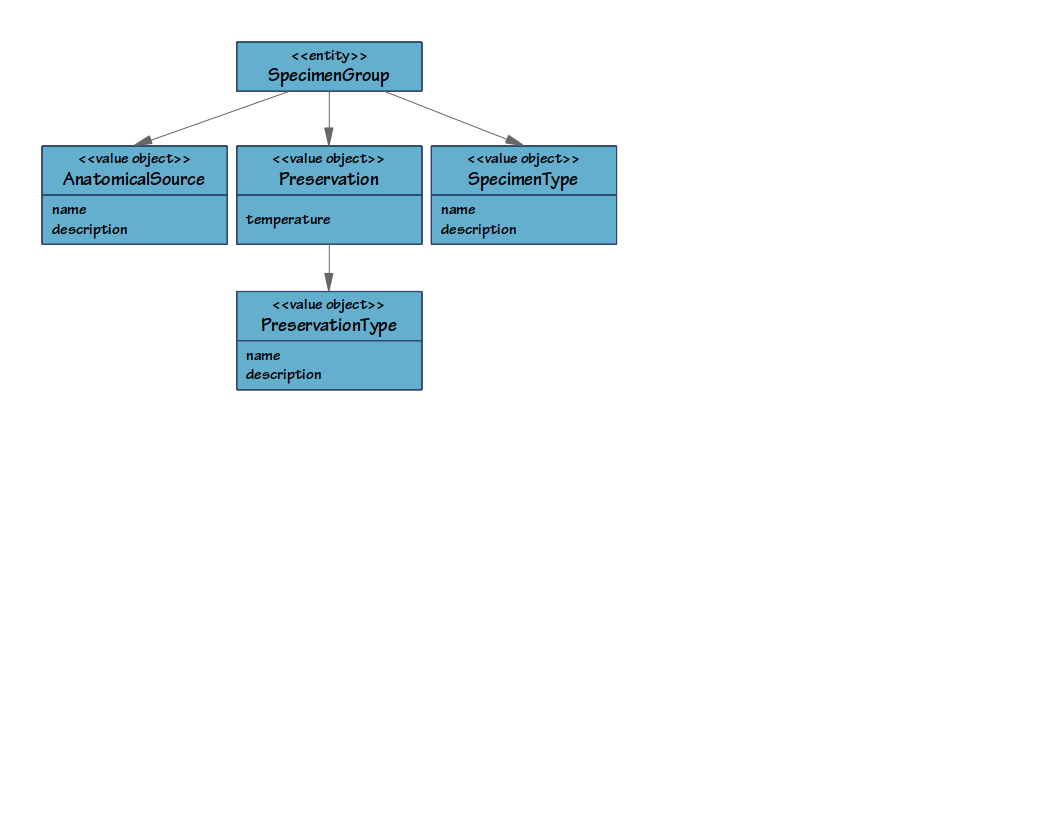 <<entity>>
SpecimenGroup
<<value object>>
AnatomicalSource
name
description
<<value object>>
Preservation
temperature
<<value object>>
SpecimenType
name
description
<<value object>>
PreservationType
name
description